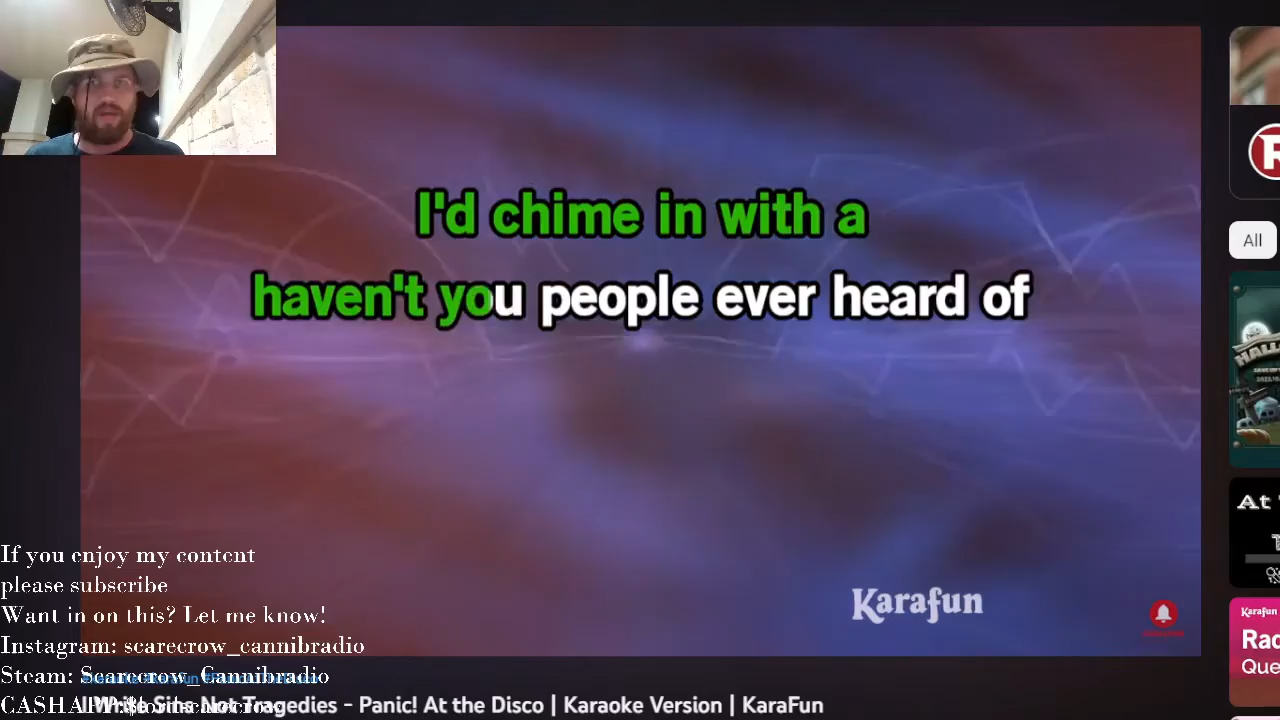 I'd chime in with a
haven't you people ever heard of
All
At
Karafun
If you enjoy my content
please subscribe
Want in on this? Let me know!
Instagram: scarecrow_cannibradio
Steam: Scarecrow_Cannibradio
I Write Sins Not Tragedies - Panic! At the Disco | Karaoke Version | KaraFun
Karafun